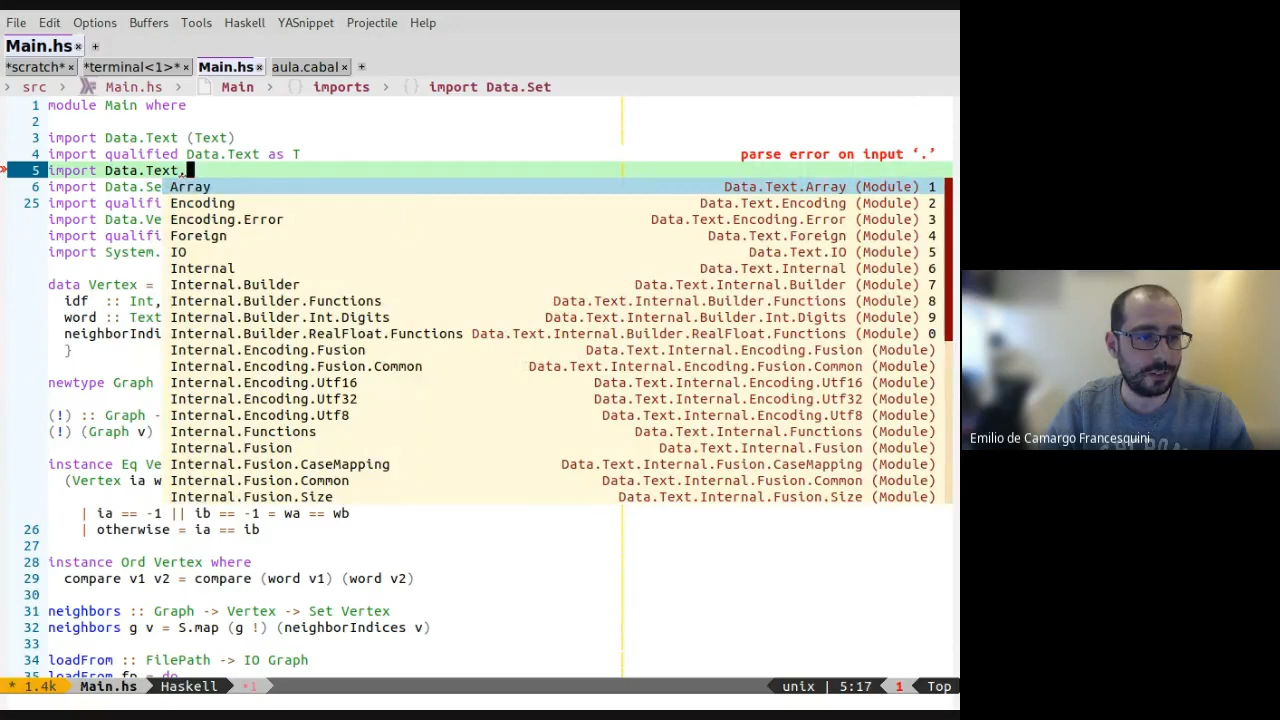 File Edit Options Buffers Tools Haskell YASnippet Projectile Help
Main.hs× +
*scratch*× *terminal<1>*× Main.hs× aula.cabal× +
> src > Main.hs > Main > {} imports > {} import Data.Set
1 module Main where
2
3 import Data.Text (Text)
4 import qualified Data.Text as T parse error on input ‘.’
5 import Data.Text.
6 import Data.Se Array Data.Text.Array (Module) 1
25 import qualifi Encoding Data.Text.Encoding (Module) 2
import Data.Ve Encoding.Error Data.Text.Encoding.Error (Module) 3
import qualifi Foreign Data.Text.Foreign (Module) 4
import System. IO Data.Text.IO (Module) 5
Internal Data.Text.Internal (Module) 6
data Vertex = Internal.Builder Data.Text.Internal.Builder (Module) 7
idf :: Int, Internal.Builder.Functions Data.Text.Internal.Builder.Functions (Module) 8
word :: Text Internal.Builder.Int.Digits Data.Text.Internal.Builder.Int.Digits (Module) 9
neighborIndi Internal.Builder.RealFloat.Functions Data.Text.Internal.Builder.RealFloat.Functions (Module) 0
} Internal.Encoding.Fusion Data.Text.Internal.Encoding.Fusion (Module)
Internal.Encoding.Fusion.Common Data.Text.Internal.Encoding.Fusion.Common (Module)
newtype Graph Internal.Encoding.Utf16 Data.Text.Internal.Encoding.Utf16 (Module)
Internal.Encoding.Utf32 Data.Text.Internal.Encoding.Utf32 (Module)
(!) :: Graph - Internal.Encoding.Utf8 Data.Text.Internal.Encoding.Utf8 (Module)
(!) (Graph v) Internal.Functions Data.Text.Internal.Functions (Module)
Internal.Fusion Data.Text.Internal.Fusion (Module)
instance Eq Ve Internal.Fusion.CaseMapping Data.Text.Internal.Fusion.CaseMapping (Module)
(Vertex ia w Internal.Fusion.Common Data.Text.Internal.Fusion.Common (Module)
Internal.Fusion.Size Data.Text.Internal.Fusion.Size (Module)
| ia == -1 || ib == -1 = wa == wb
26 | otherwise = ia == ib
27
28 instance Ord Vertex where
29 compare v1 v2 = compare (word v1) (word v2)
30
31 neighbors :: Graph -> Vertex -> Set Vertex
32 neighbors g v = S.map (g !) (neighborIndices v)
33
34 loadFrom :: FilePath -> IO Graph
35 loadFrom fp = do
* 1.4k Main.hs Haskell •1 unix | 5:17 1 Top
Emilio de Camargo Francesquini